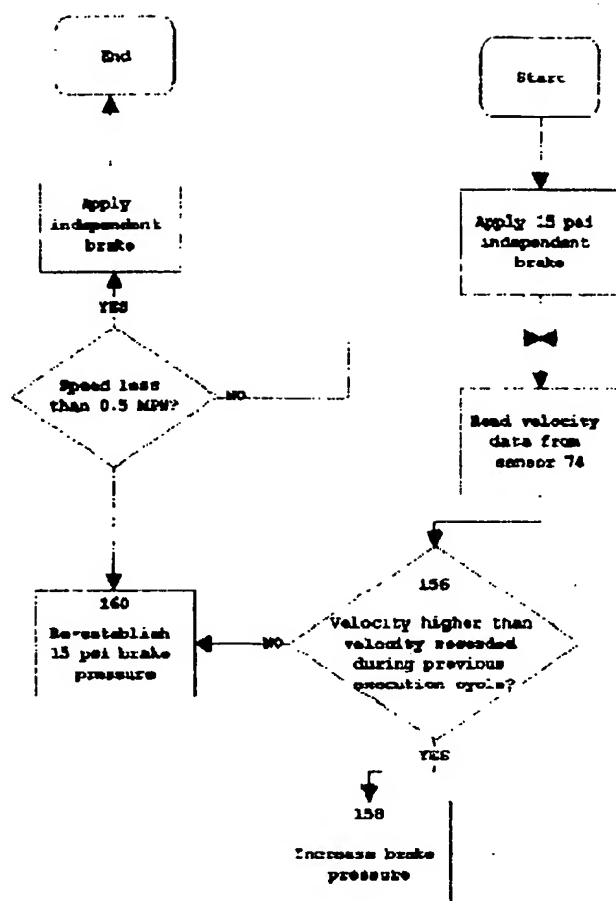 End
Start
Apply
independent
brake
Apply 15 psi
independent
brake
YES
Speed less
than 0.5 MPH?
NO
Read velocity
data from
sensor 74
156
Velocity higher than
velocity recorded
during previous
execution cycle?
NO
160
Re-establish
15 psi brake
pressure
YES
158
Increase brake
pressure